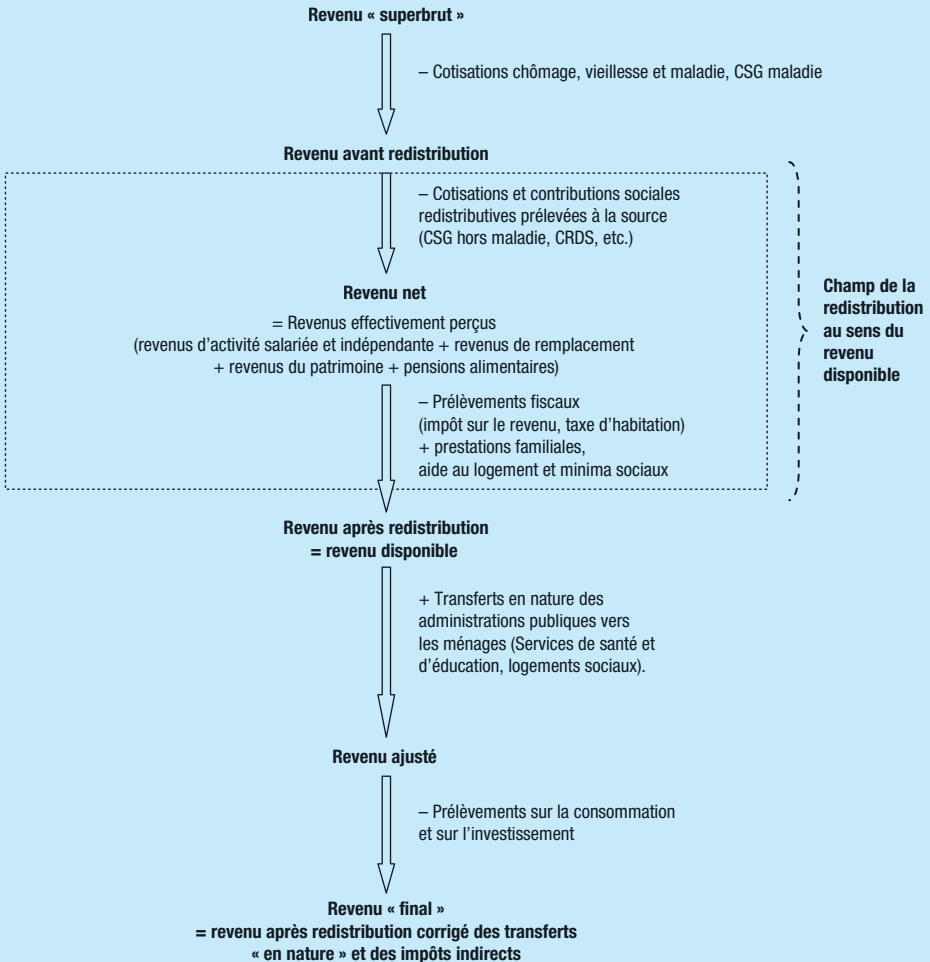 Revenu « superbrut »
– Cotisations chômage, vieillesse et maladie, CSG maladie
Revenu avant redistribution
– Cotisations et contributions sociales
redistributives prélevées à la source
(CSG hors maladie, CRDS, etc.)
Revenu net
= Revenus effectivement perçus
(revenus d’activité salariée et indépendante + revenus de remplacement
+ revenus du patrimoine + pensions alimentaires)
– Prélèvements fiscaux
(impôt sur le revenu, taxe d’habitation)
+ prestations familiales,
aide au logement et minima sociaux
Champ de la
redistribution
au sens du
revenu
disponible
Revenu après redistribution
= revenu disponible
+ Transferts en nature des
administrations publiques vers
les ménages (Services de santé et
d’éducation, logements sociaux).
Revenu ajusté
– Prélèvements sur la consommation
et sur l’investissement
Revenu « final »
= revenu après redistribution corrigé des transferts
« en nature » et des impôts indirects